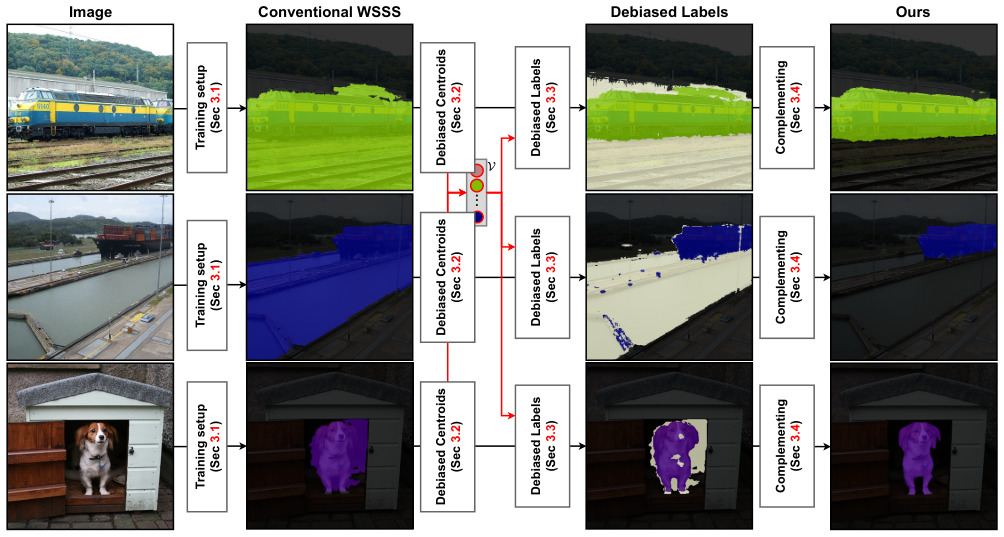 Image
Conventional WSSS
Debiased Labels
Ours
Training setup
(Sec 3.1)
Debiased Centroids
(Sec 3.2)
Debiased Labels
(Sec 3.3)
Complementing
(Sec 3.4)
𝒱
Training setup
(Sec 3.1)
Debiased Centroids
(Sec 3.2)
Debiased Labels
(Sec 3.3)
Complementing
(Sec 3.4)
Training setup
(Sec 3.1)
Debiased Centroids
(Sec 3.2)
Debiased Labels
(Sec 3.3)
Complementing
(Sec 3.4)